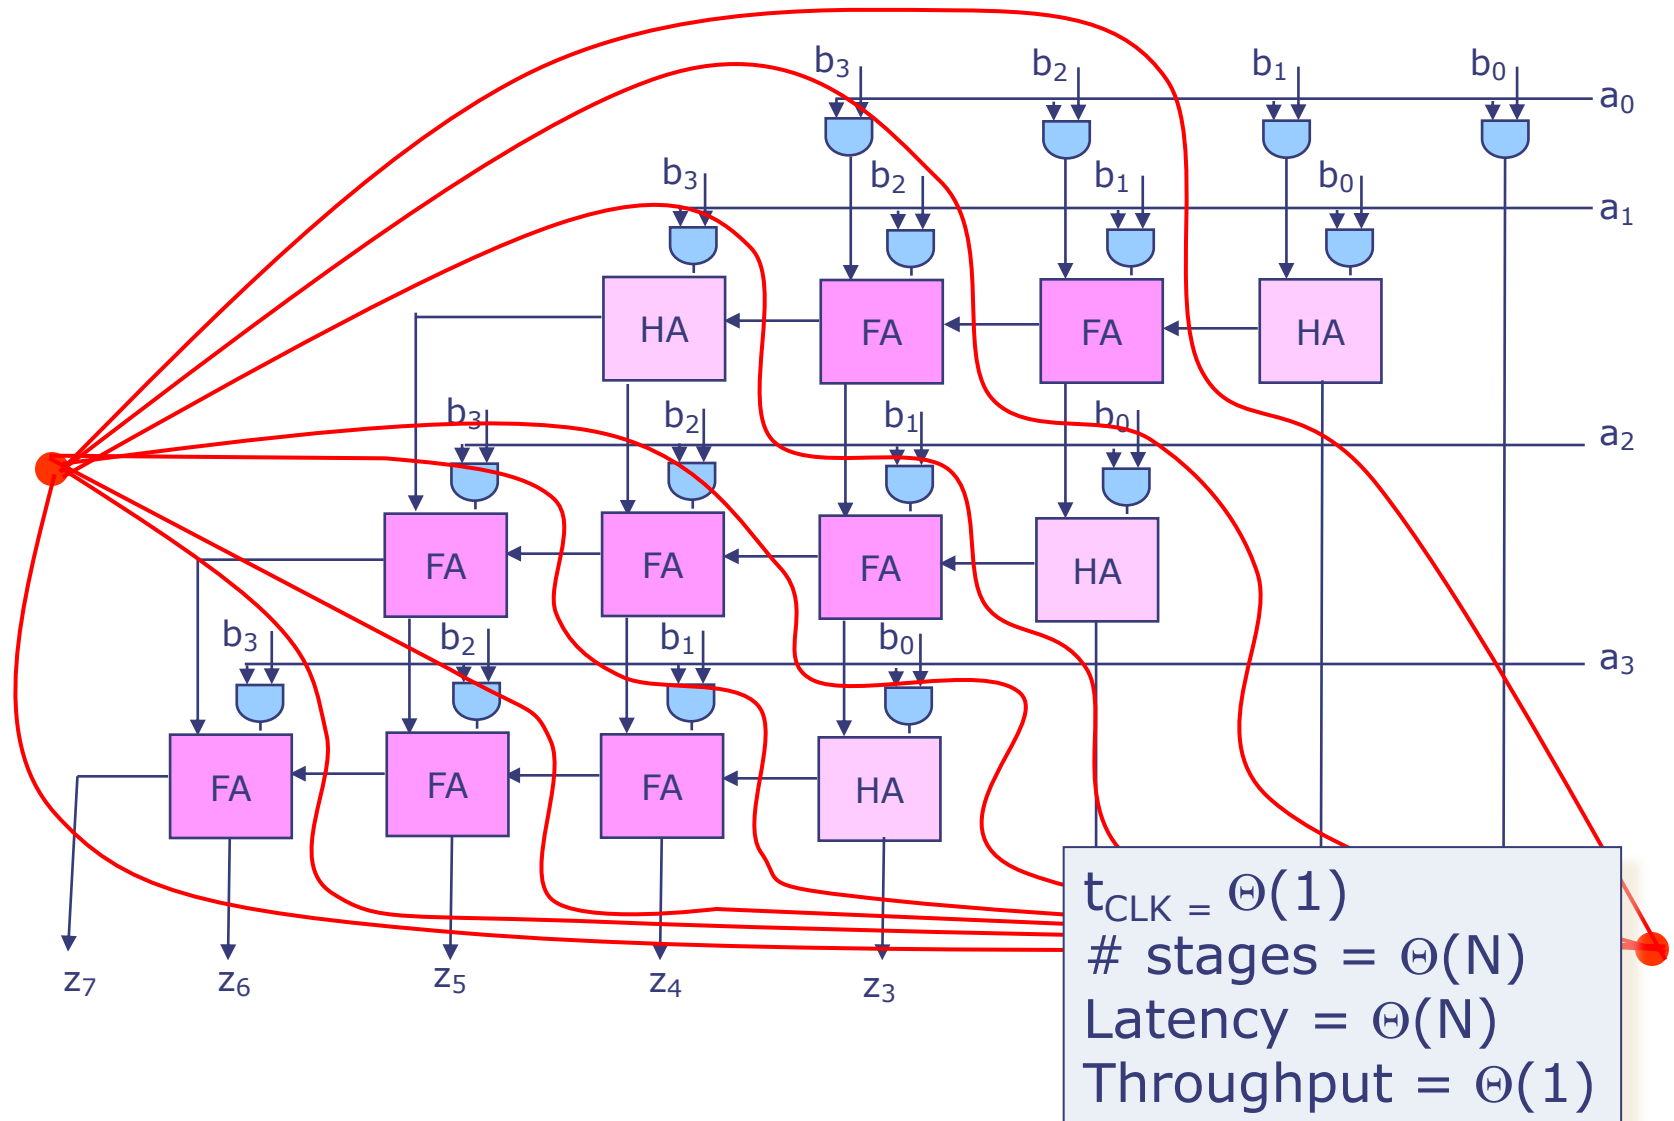 b₃ b₂ b₁ b₀
a₀
b₃ b₂ b₁ b₀
a₁
HA FA FA HA
b₃ b₂ b₁ b₀
a₂
FA FA FA HA
b₃ b₂ b₁ b₀
a₃
FA FA FA HA
z₇ z₆ z₅ z₄ z₃
t_CLK = Θ(1)
# stages = Θ(N)
Latency = Θ(N)
Throughput = Θ(1)